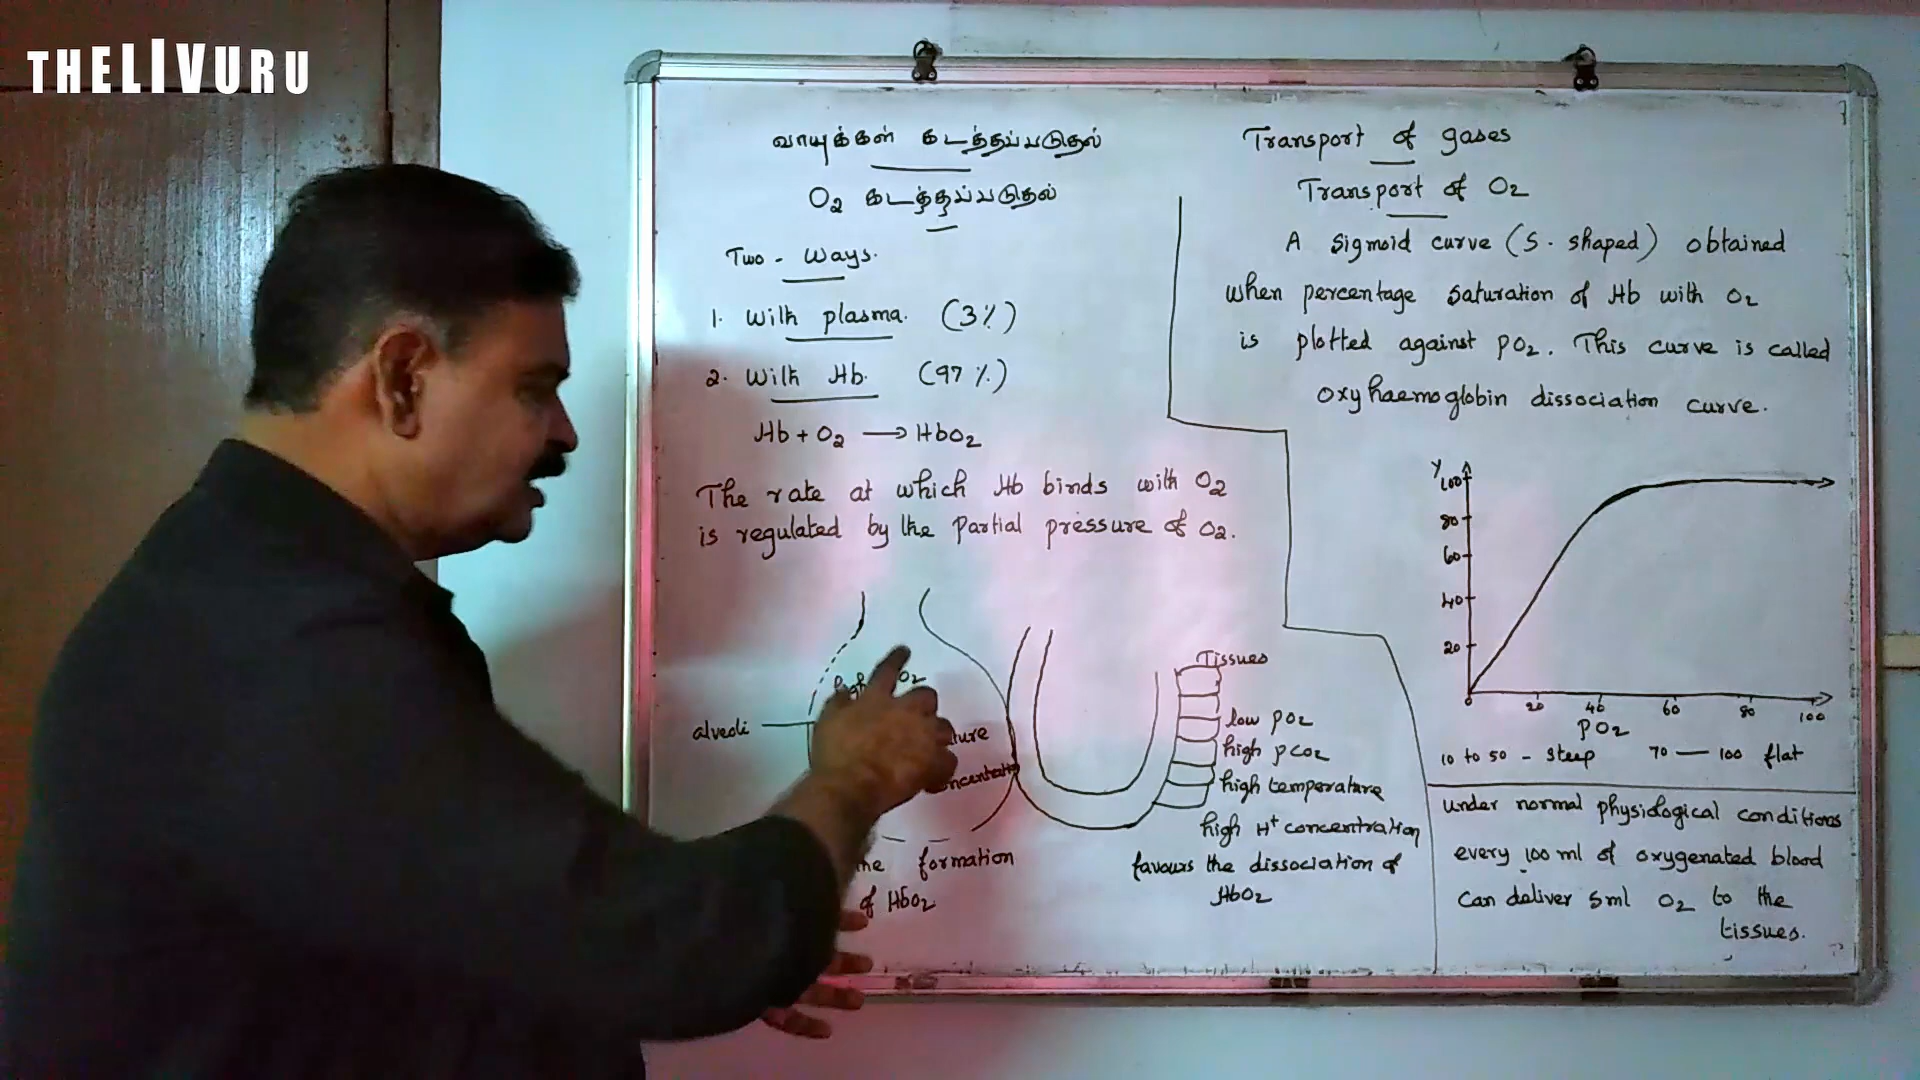 THELIVURU
வாயுக்கள் கடத்தப்படுதல்
O₂ கடத்தப்படுதல்
Two - Ways.
1. With plasma. (3%)
2. With Hb. (97%)
Hb + O₂ → HbO₂
The rate at which Hb binds with O₂
is regulated by the Partial pressure of O₂.
alveoli
formation
of HbO₂
Tissues
low pO₂
high pCO₂
high temperature
high H⁺ concentration
favours the dissociation of
HbO₂
Transport of gases
Transport of O₂
A Sigmoid curve (S - shaped) obtained
when percentage saturation of Hb with O₂
is plotted against pO₂. This curve is called
Oxyhaemoglobin dissociation curve.
Y
100
80
60
40
20
0
20 40 60 80 100
PO₂
10 to 50 - Steep 70 — 100 flat
under normal physiological conditions
every 100 ml of oxygenated blood
can deliver 5ml O₂ to the
tissues.